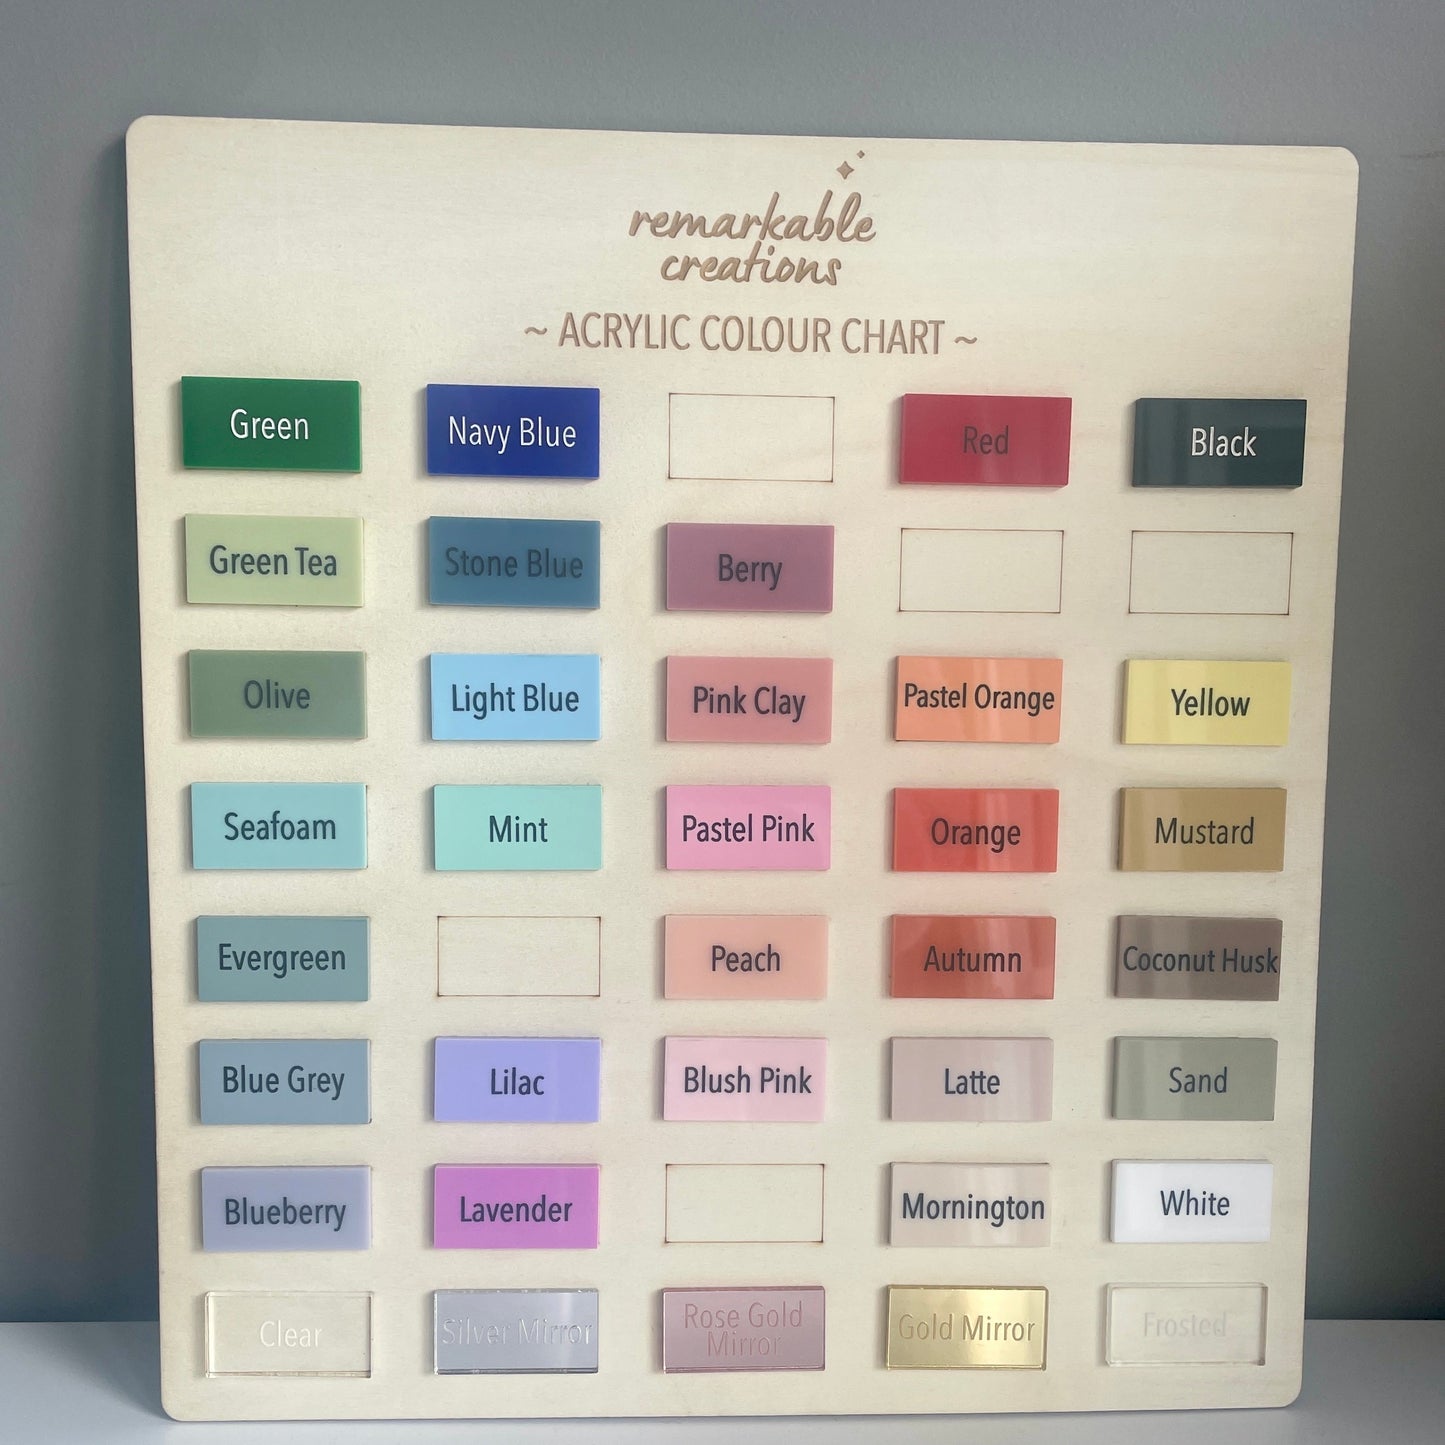 remarkable
creations
~ ACRYLIC COLOUR CHART ~
Green
Navy Blue
Red
Black
Green Tea
Stone Blue
Berry
Olive
Light Blue
Pink Clay
Pastel Orange
Yellow
Seafoam
Mint
Pastel Pink
Orange
Mustard
Evergreen
Peach
Autumn
Coconut Husk
Blue Grey
Lilac
Blush Pink
Latte
Sand
Blueberry
Lavender
Mornington
White
Clear
Silver Mirror
Rose Gold
Mirror
Gold Mirror
Frosted